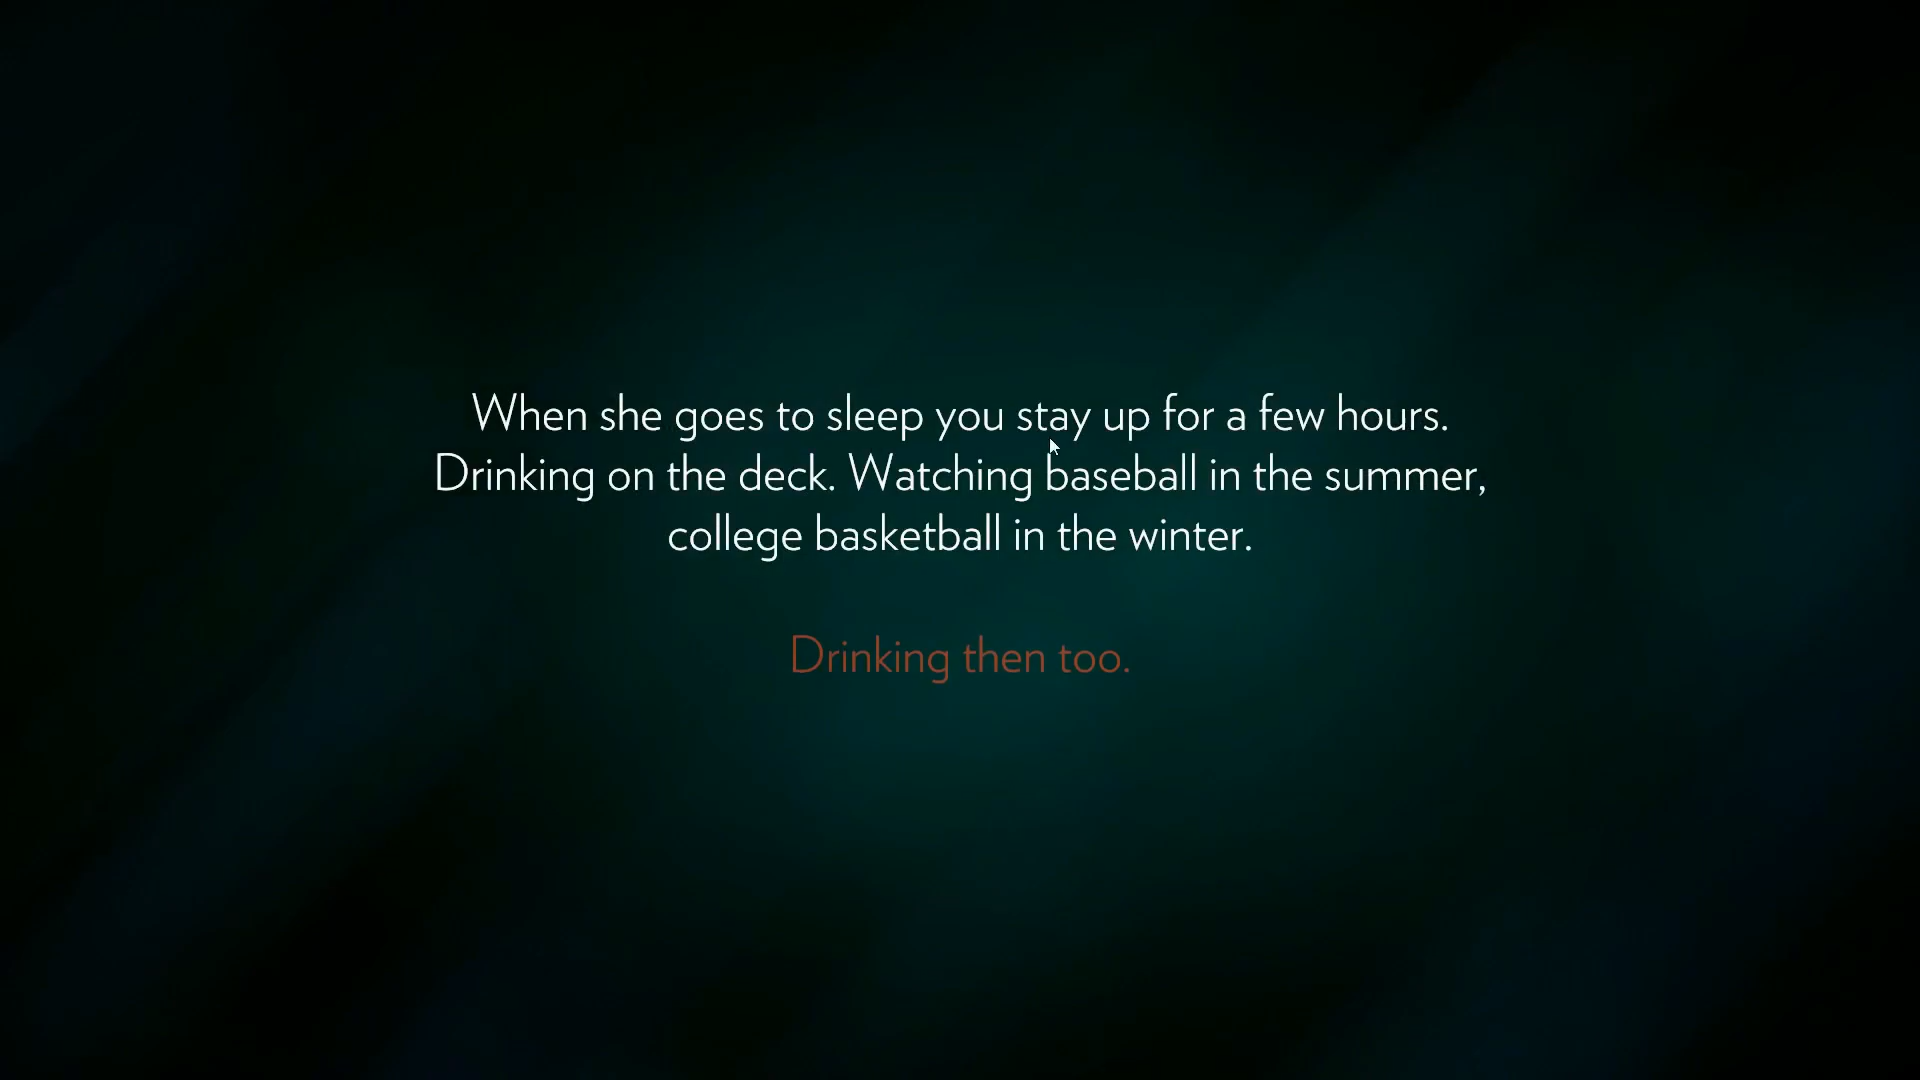 When she goes to sleep you stay up for a few hours.
Drinking on the deck. Watching baseball in the summer,
college basketball in the winter.
Drinking then too.